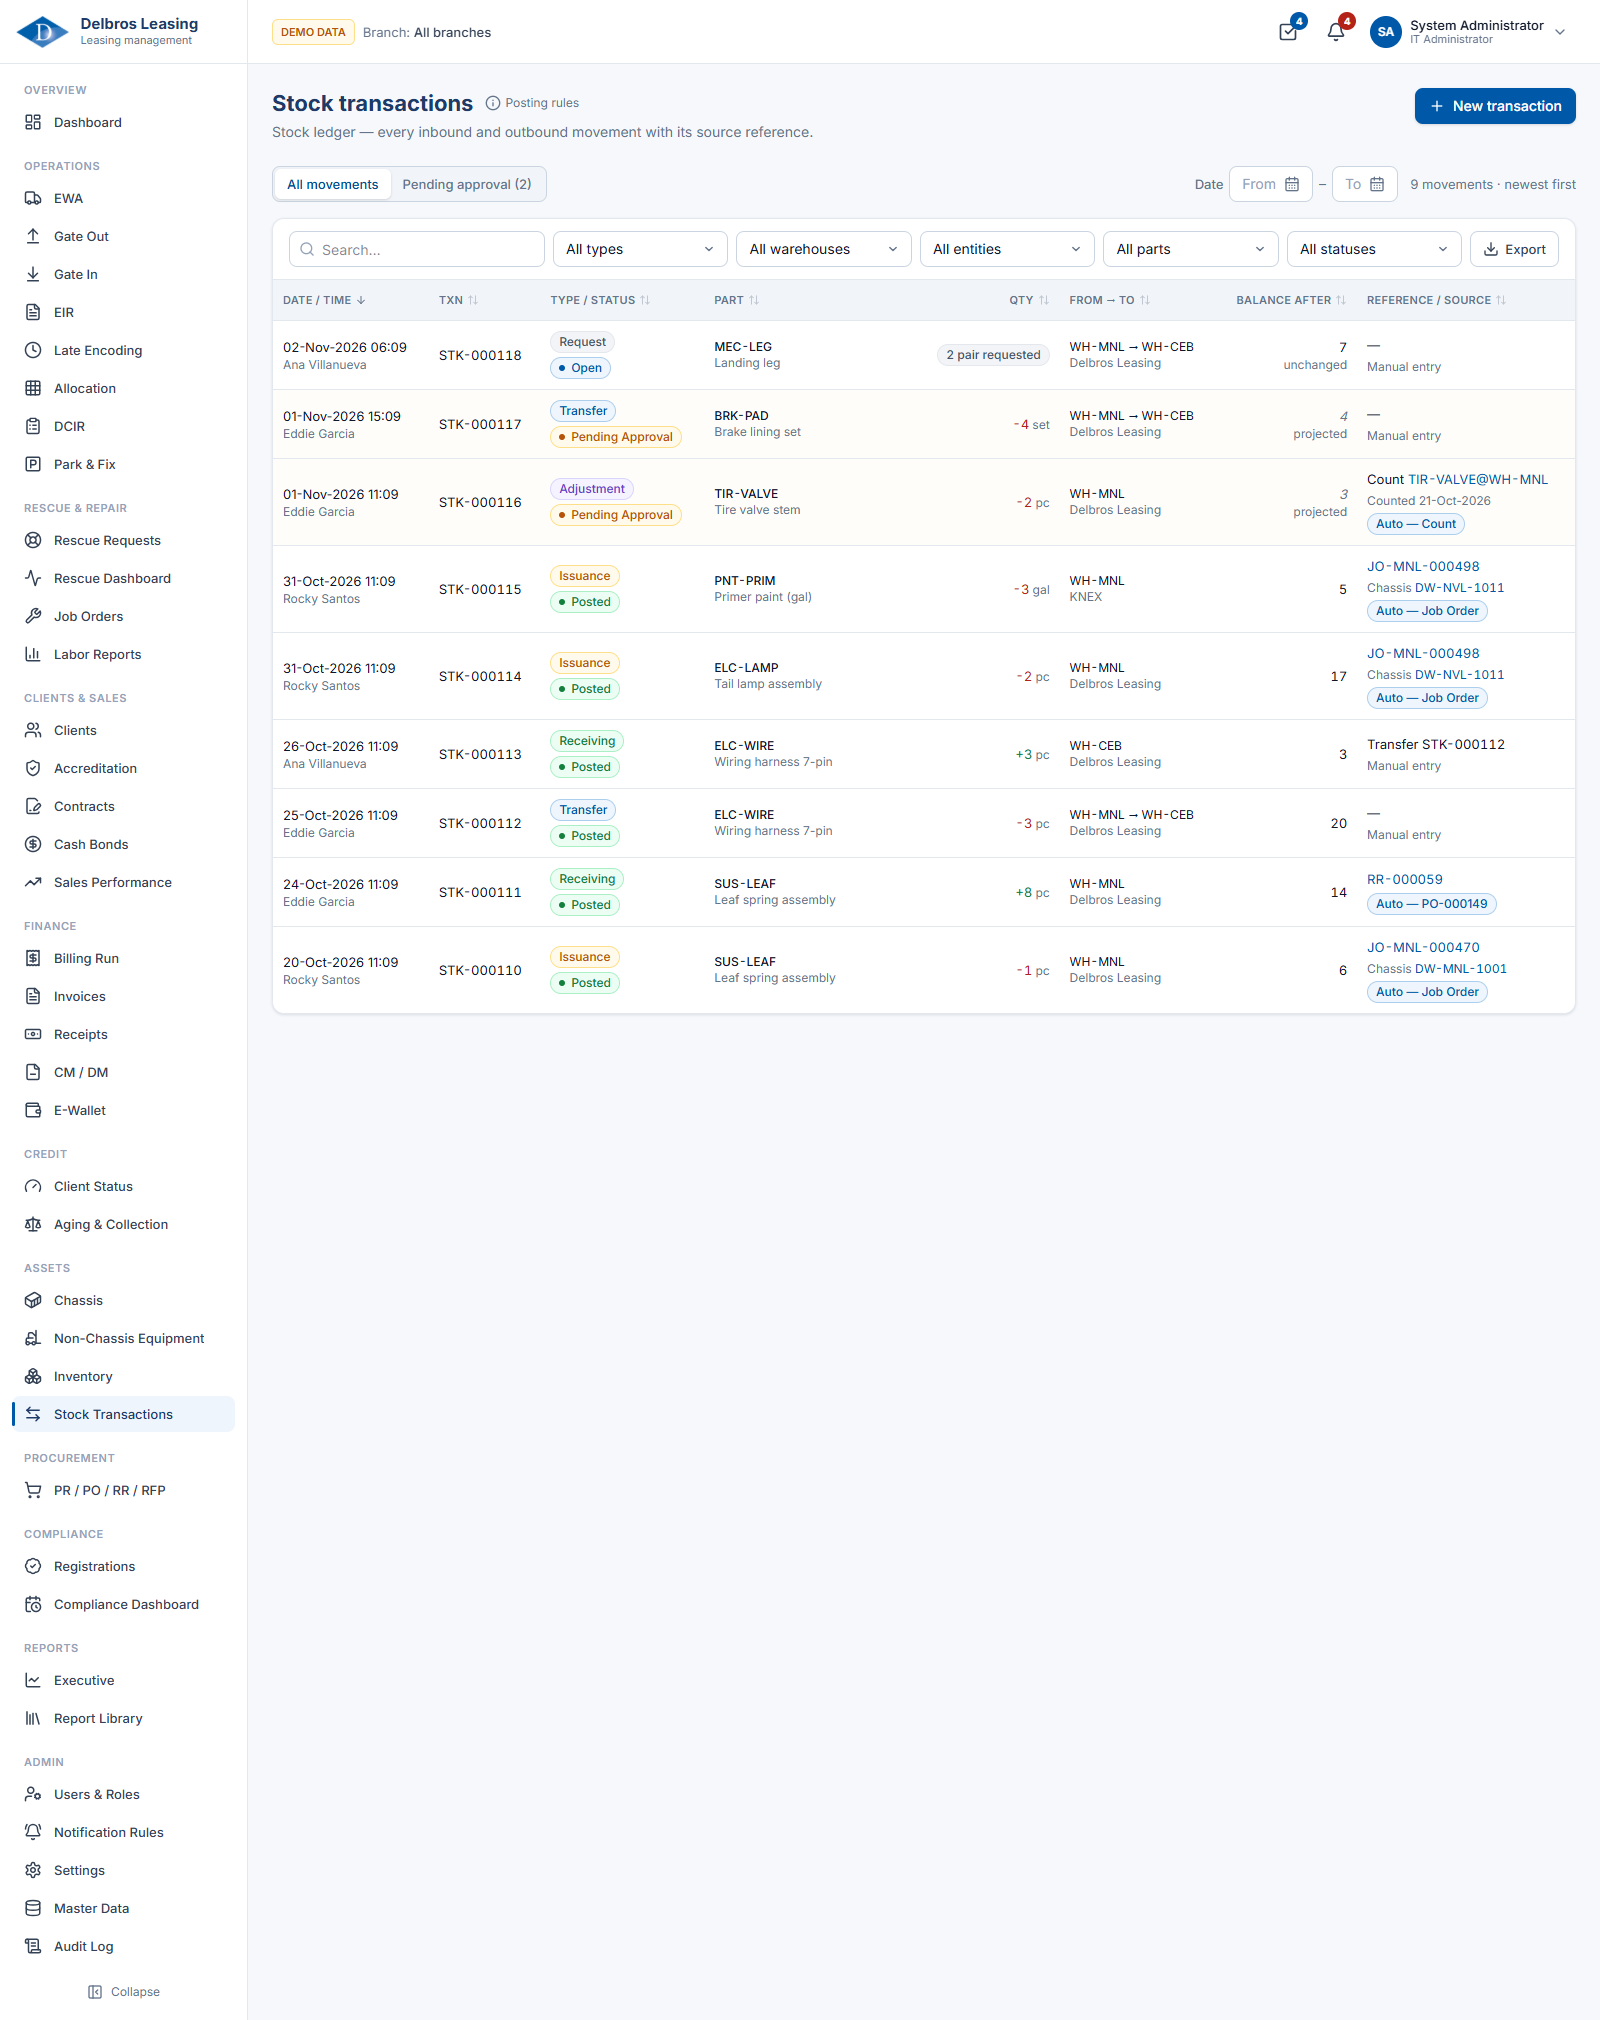 Delbros Leasing
Leasing management
DEMO DATA
Branch: All branches
4
4
SA
System Administrator
IT Administrator
OVERVIEW
Dashboard
OPERATIONS
EWA
Gate Out
Gate In
EIR
Late Encoding
Allocation
DCIR
Park & Fix
RESCUE & REPAIR
Rescue Requests
Rescue Dashboard
Job Orders
Labor Reports
CLIENTS & SALES
Clients
Accreditation
Contracts
Cash Bonds
Sales Performance
FINANCE
Billing Run
Invoices
Receipts
CM / DM
E-Wallet
CREDIT
Client Status
Aging & Collection
ASSETS
Chassis
Non-Chassis Equipment
Inventory
Stock Transactions
PROCUREMENT
PR / PO / RR / RFP
COMPLIANCE
Registrations
Compliance Dashboard
REPORTS
Executive
Report Library
ADMIN
Users & Roles
Notification Rules
Settings
Master Data
Audit Log
Collapse
Stock transactions
Posting rules
Stock ledger — every inbound and outbound movement with its source reference.
New transaction
All movements
Pending approval (2)
Date From – To 9 movements · newest first
Search...
All types
All warehouses
All entities
All parts
All statuses
Export
DATE / TIME ↓ TXN TYPE / STATUS PART QTY FROM → TO BALANCE AFTER REFERENCE / SOURCE
02-Nov-2026 06:09
Ana Villanueva
STK-000118
Request
Open
MEC-LEG
Landing leg
2 pair requested
WH-MNL → WH-CEB
Delbros Leasing
7
unchanged
—
Manual entry
01-Nov-2026 15:09
Eddie Garcia
STK-000117
Transfer
Pending Approval
BRK-PAD
Brake lining set
-4 set
WH-MNL → WH-CEB
Delbros Leasing
4
projected
—
Manual entry
01-Nov-2026 11:09
Eddie Garcia
STK-000116
Adjustment
Pending Approval
TIR-VALVE
Tire valve stem
-2 pc
WH-MNL
Delbros Leasing
3
projected
Count TIR-VALVE@WH-MNL
Counted 21-Oct-2026
Auto — Count
31-Oct-2026 11:09
Rocky Santos
STK-000115
Issuance
Posted
PNT-PRIM
Primer paint (gal)
-3 gal
WH-MNL
KNEX
5
JO-MNL-000498
Chassis DW-NVL-1011
Auto — Job Order
31-Oct-2026 11:09
Rocky Santos
STK-000114
Issuance
Posted
ELC-LAMP
Tail lamp assembly
-2 pc
WH-MNL
Delbros Leasing
17
JO-MNL-000498
Chassis DW-NVL-1011
Auto — Job Order
26-Oct-2026 11:09
Ana Villanueva
STK-000113
Receiving
Posted
ELC-WIRE
Wiring harness 7-pin
+3 pc
WH-CEB
Delbros Leasing
3
Transfer STK-000112
Manual entry
25-Oct-2026 11:09
Eddie Garcia
STK-000112
Transfer
Posted
ELC-WIRE
Wiring harness 7-pin
-3 pc
WH-MNL → WH-CEB
Delbros Leasing
20
—
Manual entry
24-Oct-2026 11:09
Eddie Garcia
STK-000111
Receiving
Posted
SUS-LEAF
Leaf spring assembly
+8 pc
WH-MNL
Delbros Leasing
14
RR-000059
Auto — PO-000149
20-Oct-2026 11:09
Rocky Santos
STK-000110
Issuance
Posted
SUS-LEAF
Leaf spring assembly
-1 pc
WH-MNL
Delbros Leasing
6
JO-MNL-000470
Chassis DW-MNL-1001
Auto — Job Order